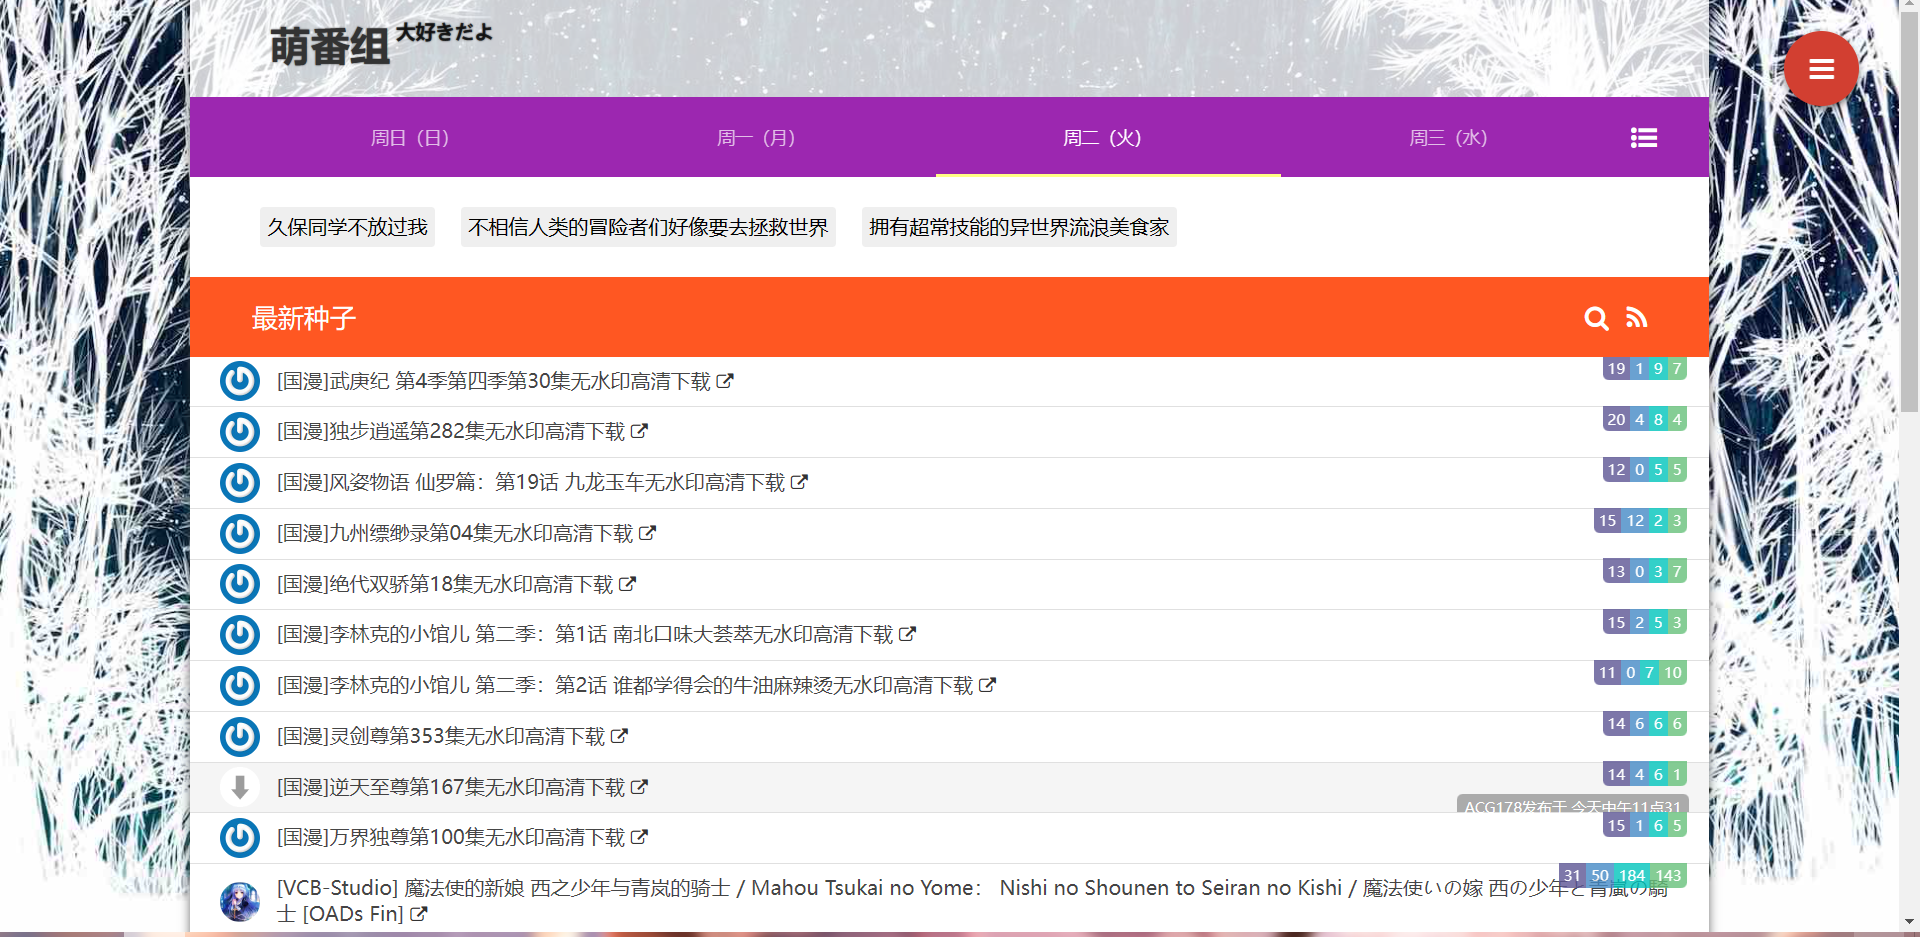 萌番组 大好きだよ
周日（日） 周一（月） 周二（火） 周三（水）
久保同学不放过我 不相信人类的冒险者们好像要去拯救世界 拥有超常技能的异世界流浪美食家
最新种子
[国漫]武庚纪 第4季第四季第30集无水印高清下载 19 1 9 7
[国漫]独步逍遥第282集无水印高清下载 20 4 8 4
[国漫]风姿物语 仙罗篇：第19话 九龙玉车无水印高清下载 12 0 5 5
[国漫]九州缥缈录第04集无水印高清下载 15 12 2 3
[国漫]绝代双骄第18集无水印高清下载 13 0 3 7
[国漫]李林克的小馆儿 第二季：第1话 南北口味大荟萃无水印高清下载 15 2 5 3
[国漫]李林克的小馆儿 第二季：第2话 谁都学得会的牛油麻辣烫无水印高清下载 11 0 7 10
[国漫]灵剑尊第353集无水印高清下载 14 6 6 6
[国漫]逆天至尊第167集无水印高清下载 14 4 6 1
ACG178发布于 今天中午11点31
[国漫]万界独尊第100集无水印高清下载 15 1 6 5
31 50 184 143
[VCB-Studio] 魔法使的新娘 西之少年与青岚的骑士 / Mahou Tsukai no Yome： Nishi no Shounen to Seiran no Kishi / 魔法使いの嫁 西の少年と青嵐の騎
士 [OADs Fin]